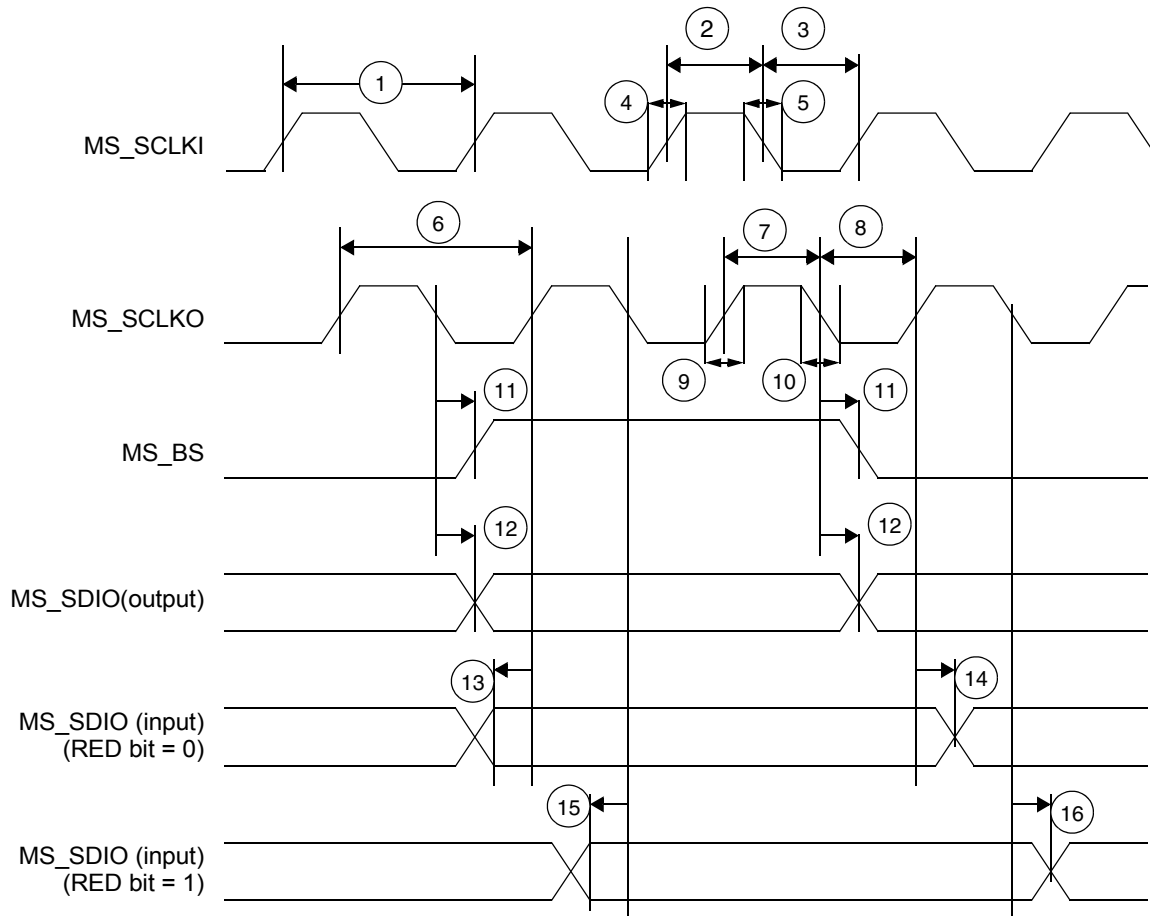 2
3
1
4
5
MS_SCLKI
6
7
8
MS_SCLKO
9
10
11
11
MS_BS
12
12
MS_SDIO(output)
13
14
MS_SDIO (input)
(RED bit = 0)
15
16
MS_SDIO (input)
(RED bit = 1)